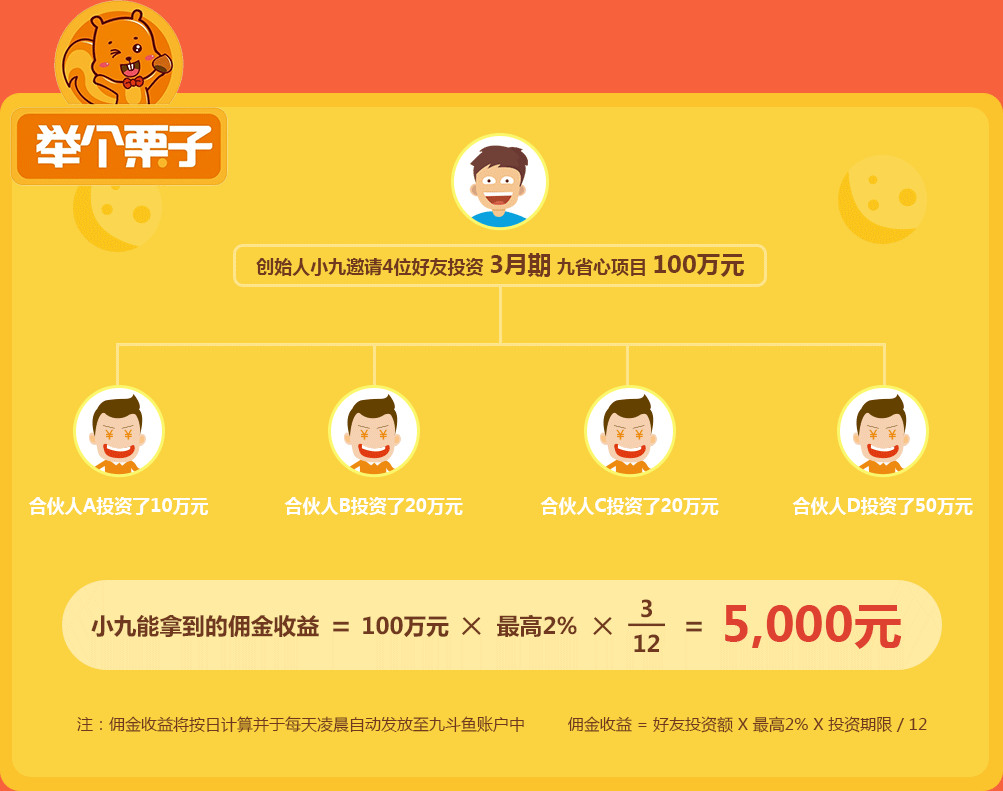 举个栗子
创始人小九邀请4位好友投资 3月期 九省心项目 100万元
合伙人A投资了10万元
合伙人B投资了20万元
合伙人C投资了20万元
合伙人D投资了50万元
小九能拿到的佣金收益 = 100万元 × 最高2% × 3/12 = 5,000元
注：佣金收益将按日计算并于每天凌晨自动发放至九斗鱼账户中
佣金收益 = 好友投资额 X 最高2% X 投资期限 / 12